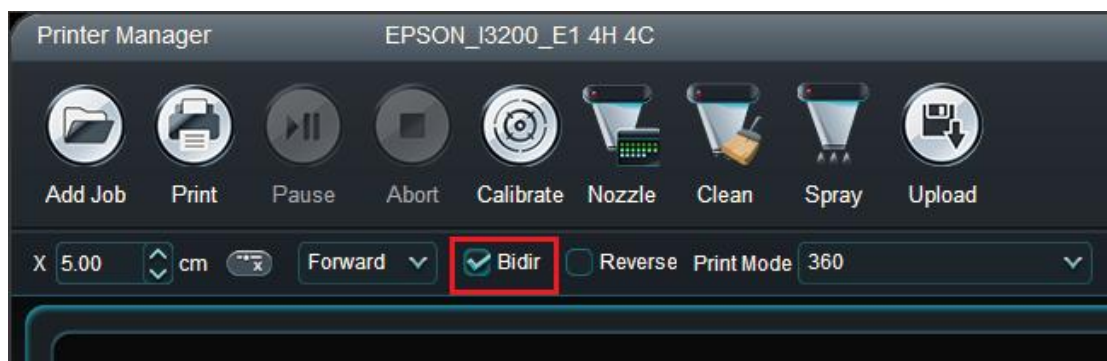 Printer Manager EPSON_I3200_E1 4H 4C
Add Job Print Pause Abort Calibrate Nozzle Clean Spray Upload
X 5.00 cm x Forward Bidir Reverse Print Mode 360